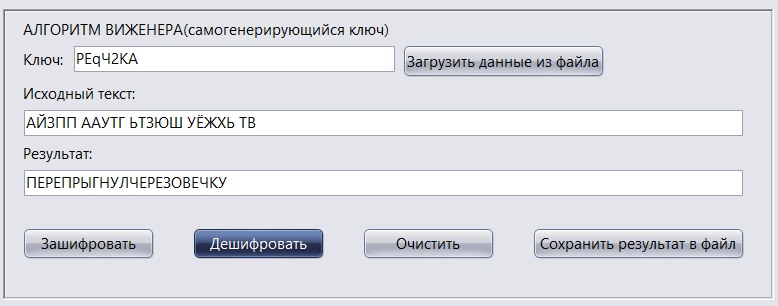 АЛГОРИТМ ВИЖЕНЕРА(самогенерирующийся ключ)
Ключ: РЕqЧ2КА Загрузить данные из файла
Исходный текст:
АЙЗПП ААУТГ ЬТЗЮШ УЁЖХЬ ТВ
Результат:
ПЕРЕПРЫГНУЛЧЕРЕЗОВЕЧКУ
Зашифровать Дешифровать Очистить Сохранить результат в файл